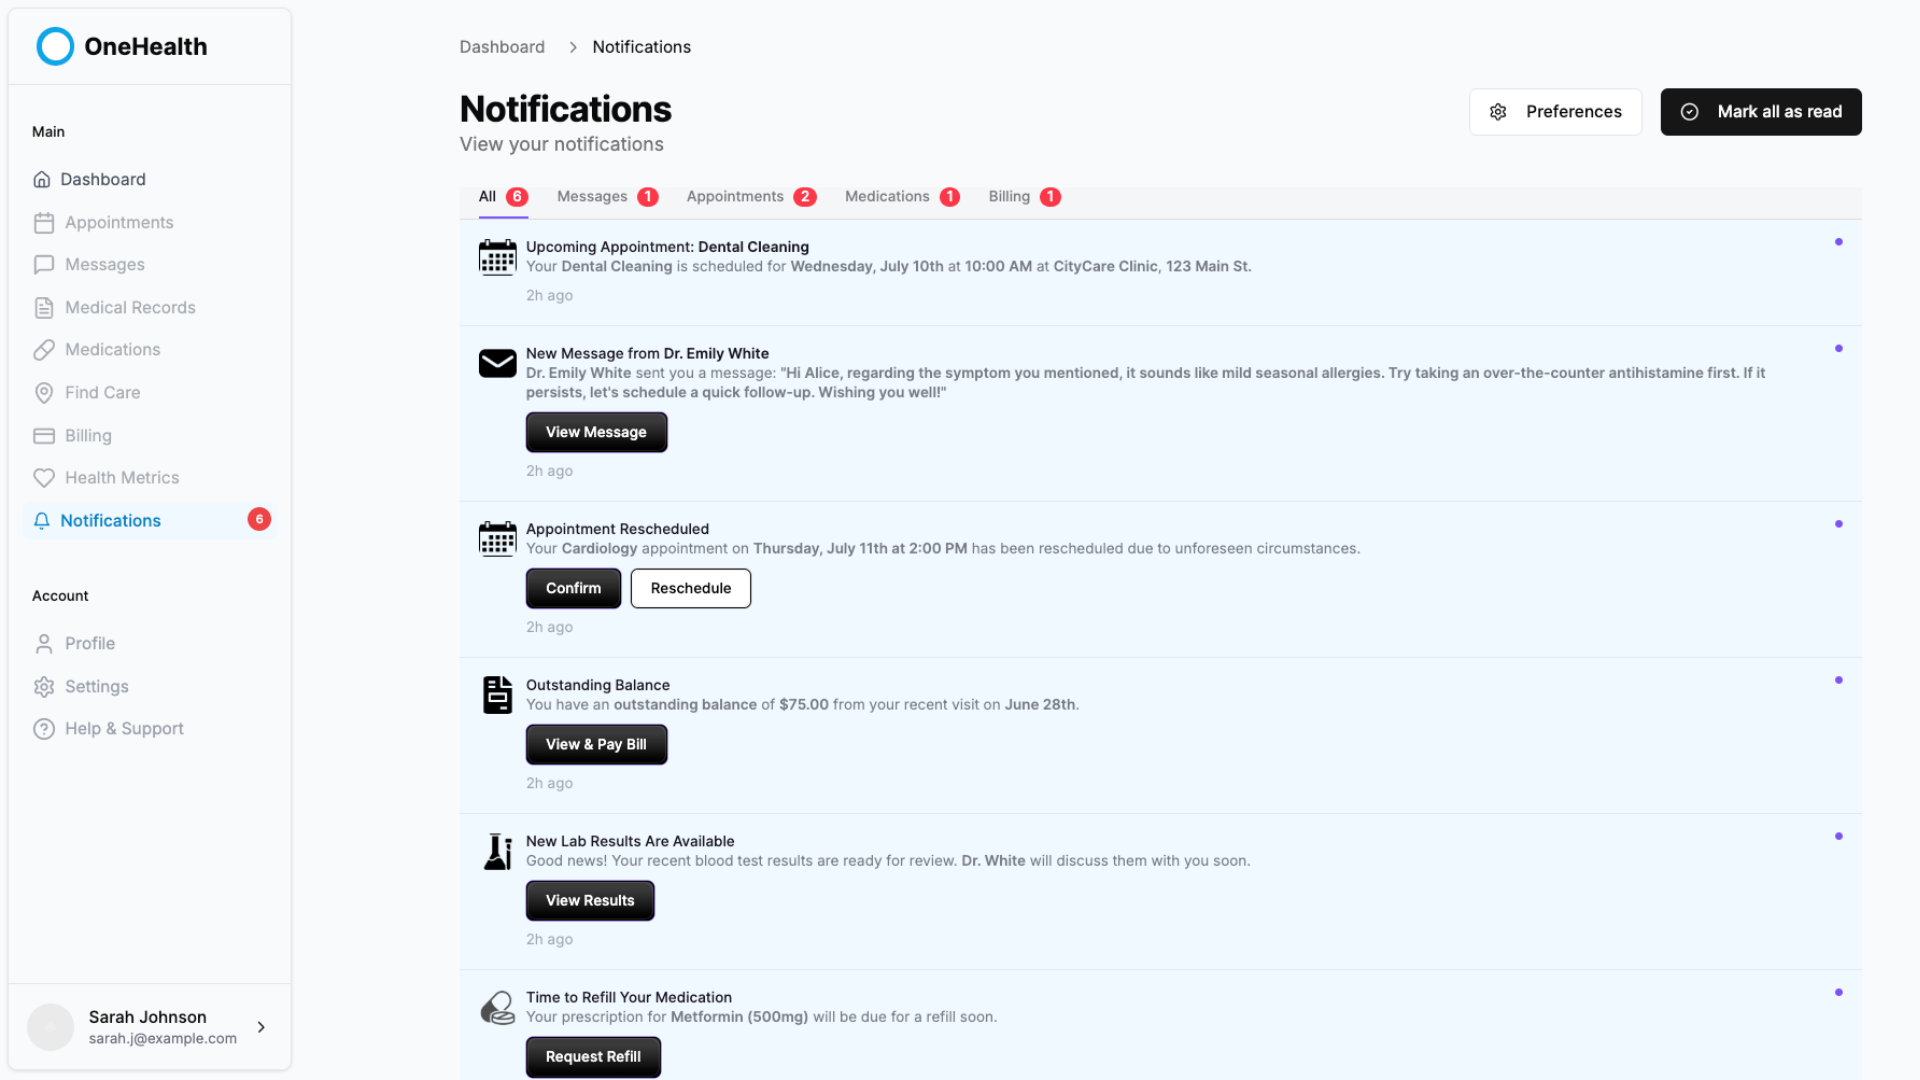 OneHealth
Main
Dashboard
Appointments
Messages
Medical Records
Medications
Find Care
Billing
Health Metrics
Notifications 6
Account
Profile
Settings
Help & Support
Sarah Johnson
sarah.j@example.com
Dashboard > Notifications
Notifications
View your notifications
Preferences
Mark all as read
All 6 Messages 1 Appointments 2 Medications 1 Billing 1
Upcoming Appointment: Dental Cleaning
Your Dental Cleaning is scheduled for Wednesday, July 10th at 10:00 AM at CityCare Clinic, 123 Main St.
2h ago
New Message from Dr. Emily White
Dr. Emily White sent you a message: "Hi Alice, regarding the symptom you mentioned, it sounds like mild seasonal allergies. Try taking an over-the-counter antihistamine first. If it
persists, let's schedule a quick follow-up. Wishing you well!"
View Message
2h ago
Appointment Rescheduled
Your Cardiology appointment on Thursday, July 11th at 2:00 PM has been rescheduled due to unforeseen circumstances.
Confirm Reschedule
2h ago
Outstanding Balance
You have an outstanding balance of $75.00 from your recent visit on June 28th.
View & Pay Bill
2h ago
New Lab Results Are Available
Good news! Your recent blood test results are ready for review. Dr. White will discuss them with you soon.
View Results
2h ago
Time to Refill Your Medication
Your prescription for Metformin (500mg) will be due for a refill soon.
Request Refill